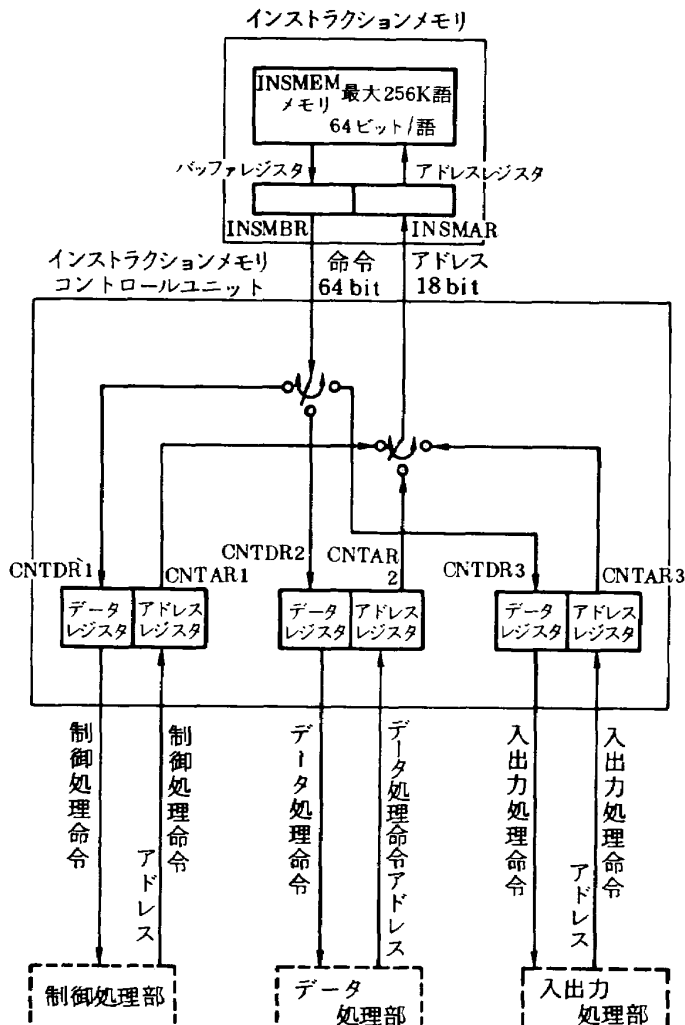 インストラクションメモリ
INSMEM
メモリ
最大256K語
64ビット/語
バッファレジスタ
アドレスレジスタ
INSMBR
INSMAR
インストラクションメモリ
コントロールユニット
命令
64bit
アドレス
18bit
CNTDR1
CNTAR1
CNTDR2
CNTAR
2
CNTDR3
CNTAR3
データ
レジスタ
アドレス
レジスタ
データ
レジスタ
アドレス
レジスタ
データ
レジスタ
アドレス
レジスタ
制御処理命令
制御処理命令
アドレス
データ処理命令
データ処理命令アドレス
入出力処理命令
入出力処理命令
アドレス
制御処理部
データ
処理部
入出力
処理部